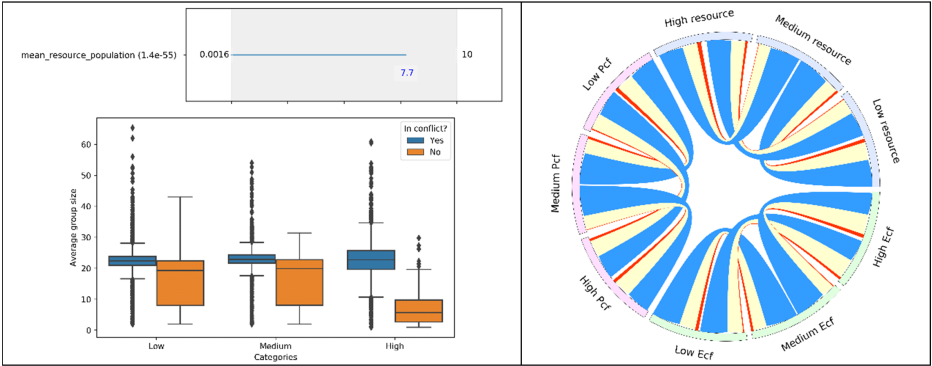 mean_resource_population (1.4e-55)
0.0016
10
7.7
In conflict?
Yes
No
Average group size
60
50
40
30
20
10
0
Low
Medium
High
Categories
High resource
Medium resource
Low resource
High Ecf
Medium Ecf
Low Ecf
High Pcf
Medium Pcf
Low Pcf